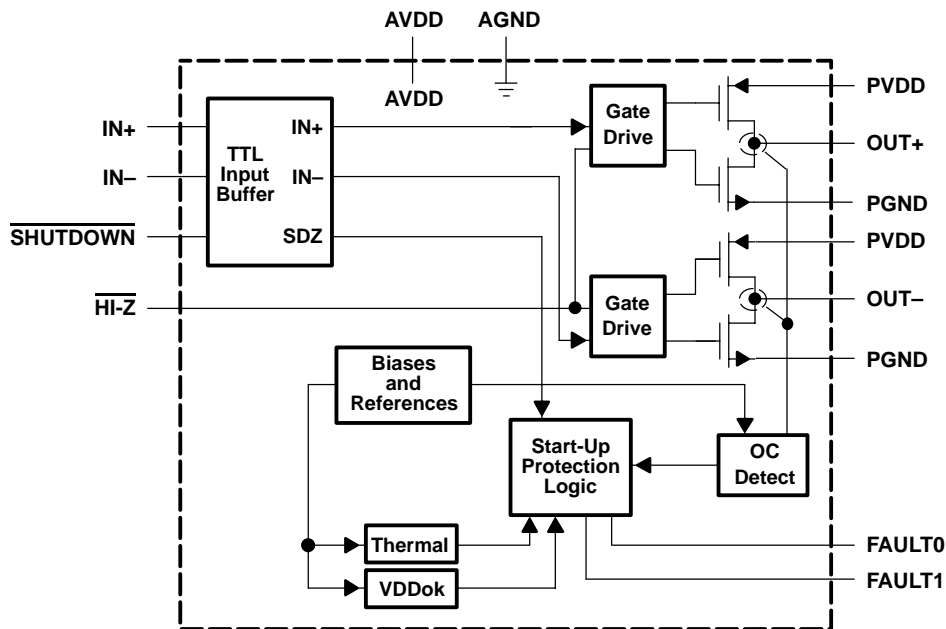 AVDD AGND
AVDD
PVDD
IN+
TTL
Input
Buffer
IN+
IN–
SDZ
Gate
Drive
OUT+
IN–
PGND
SHUTDOWN
PVDD
HI-Z
Gate
Drive
OUT–
PGND
Biases
and
References
Start-Up
Protection
Logic
OC
Detect
Thermal
VDDok
FAULT0
FAULT1